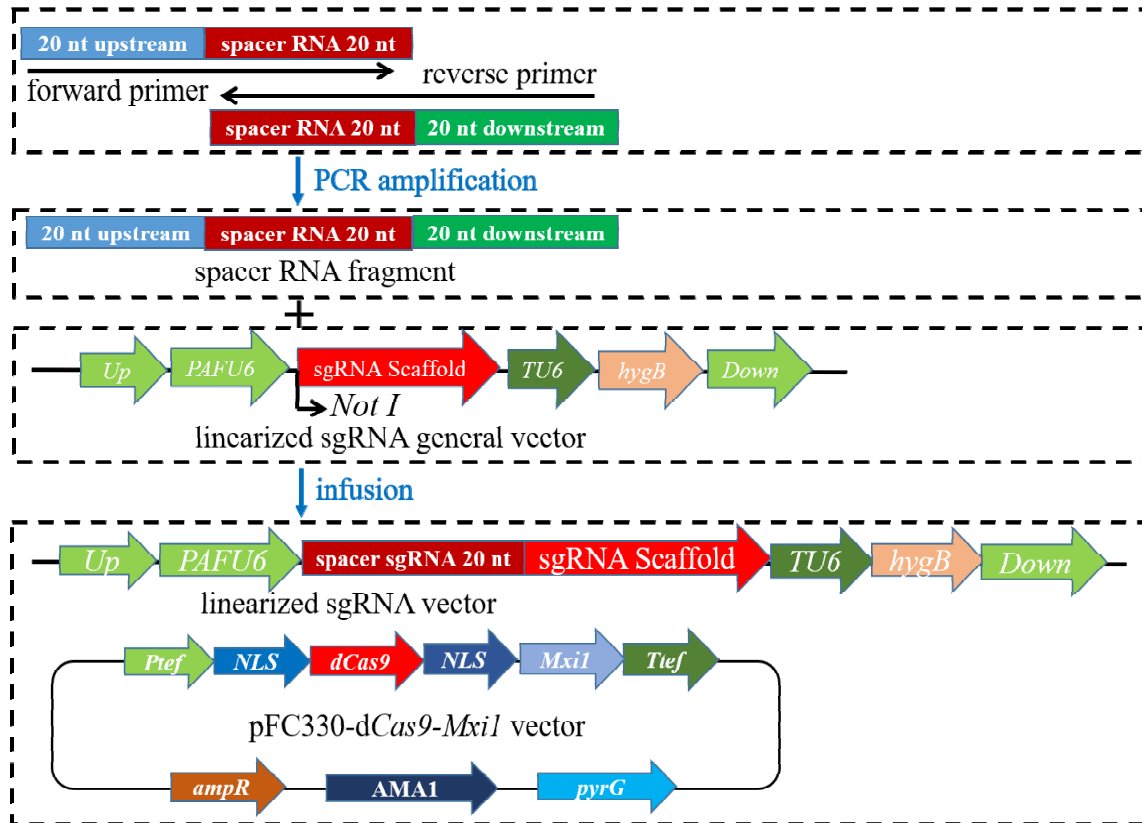 20 nt upstream spacer RNA 20 nt
forward primer reverse primer
spacer RNA 20 nt 20 nt downstream
PCR amplification
20 nt upstream spacer RNA 20 nt 20 nt downstream
spacer RNA fragment
+
Up PAFU6 sgRNA Scaffold TU6 hygB Down
Not I
linearized sgRNA general vector
infusion
Up PAFU6 spacer sgRNA 20 nt sgRNA Scaffold TU6 hygB Down
linearized sgRNA vector
Ptef NLS dCas9 NLS Mxi1 Ttef
pFC330-dCas9-Mxi1 vector
ampR AMA1 pyrG